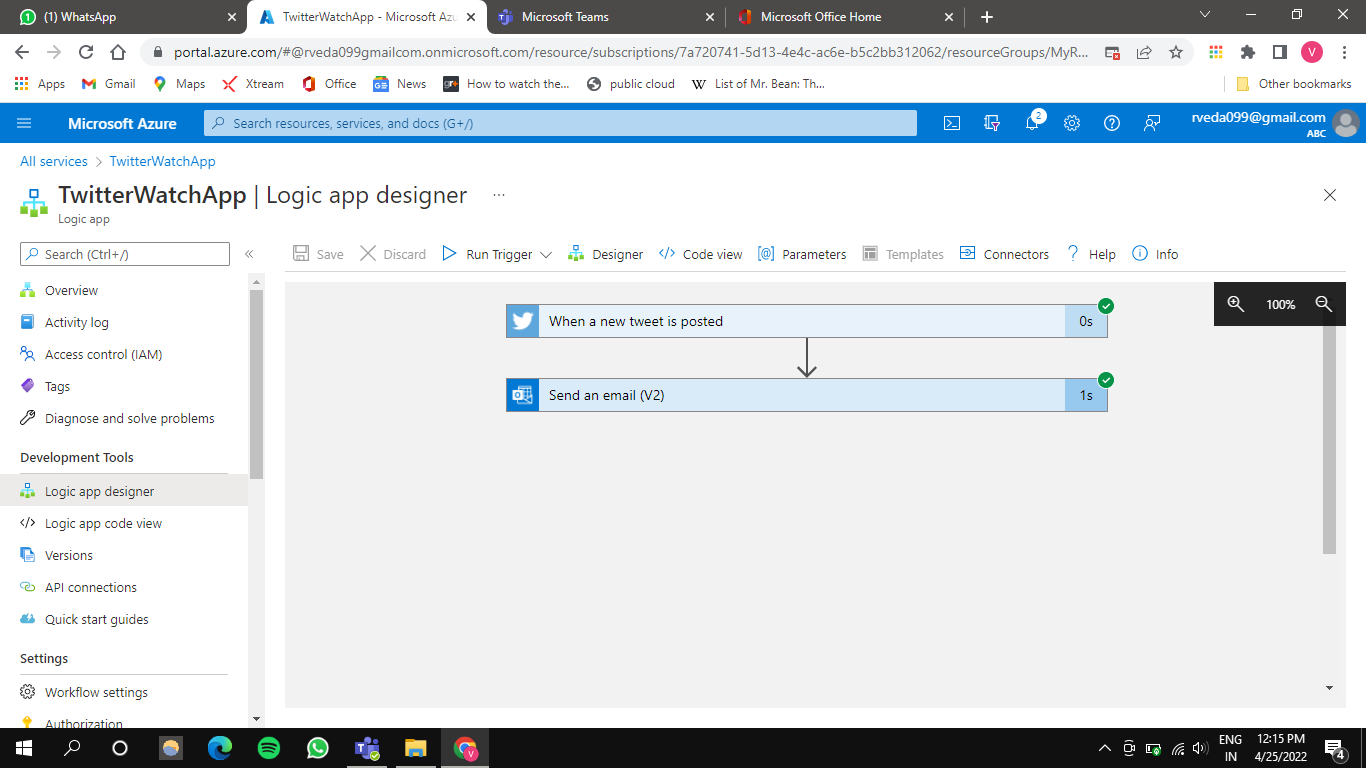 (1) WhatsApp
TwitterWatchApp - Microsoft Azu
Microsoft Teams
Microsoft Office Home
portal.azure.com/#@rveda099gmailcom.onmicrosoft.com/resource/subscriptions/7a720741-5d13-4e4c-ac6e-b5c2bb312062/resourceGroups/MyR...
V
Apps Gmail Maps Xtream Office News How to watch the... public cloud List of Mr. Bean: Th... Other bookmarks
Microsoft Azure
Search resources, services, and docs (G+/)
2
rveda099@gmail.com
ABC
All services > TwitterWatchApp
TwitterWatchApp | Logic app designer ...
Logic app
Search (Ctrl+/) «
Save Discard Run Trigger Designer Code view Parameters Templates Connectors Help Info
Overview
Activity log
Access control (IAM)
Tags
Diagnose and solve problems
Development Tools
Logic app designer
Logic app code view
Versions
API connections
Quick start guides
Settings
Workflow settings
Authorization
When a new tweet is posted 0s
Send an email (V2) 1s
100%
ENG
IN
12:15 PM
4/25/2022
4